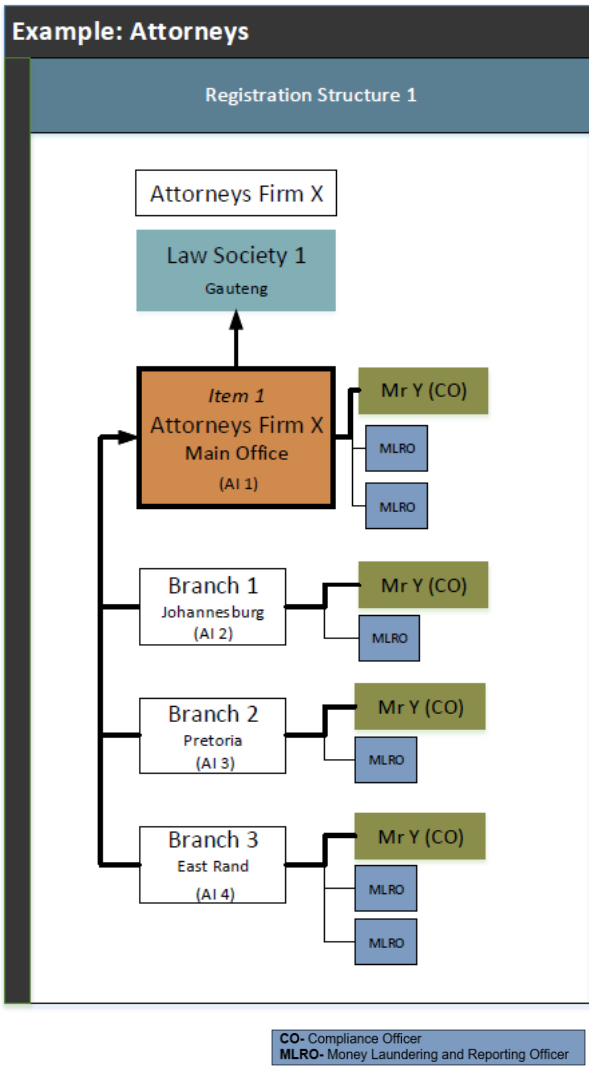 Example: Attorneys
Registration Structure 1
Attorneys Firm X
Law Society 1
Gauteng
Item 1
Attorneys Firm X
Main Office
(AI 1)
Mr Y (CO)
MLRO
MLRO
Branch 1
Johannesburg
(AI 2)
Mr Y (CO)
MLRO
Branch 2
Pretoria
(AI 3)
Mr Y (CO)
MLRO
Branch 3
East Rand
(AI 4)
Mr Y (CO)
MLRO
MLRO
CO- Compliance Officer
MLRO- Money Laundering and Reporting Officer